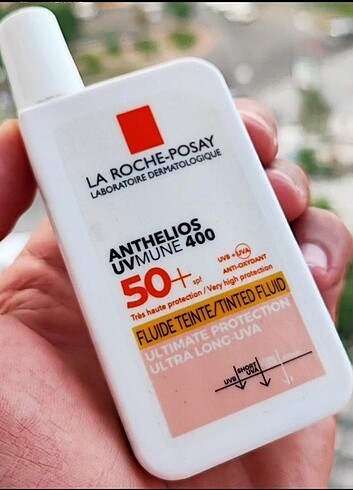 LA ROCHE-POSAY
LABORATOIRE DERMATOLOGIQUE
ANTHELIOS
UVMUNE 400
50+ spf
UVB + UVA
ANTI-OXYDANT
Très haute protection / Very high protection
FLUIDE TEINTE/TINTED FLUID
ULTIMATE PROTECTION
ULTRA LONG-UVA
UVB
SHORT UVA